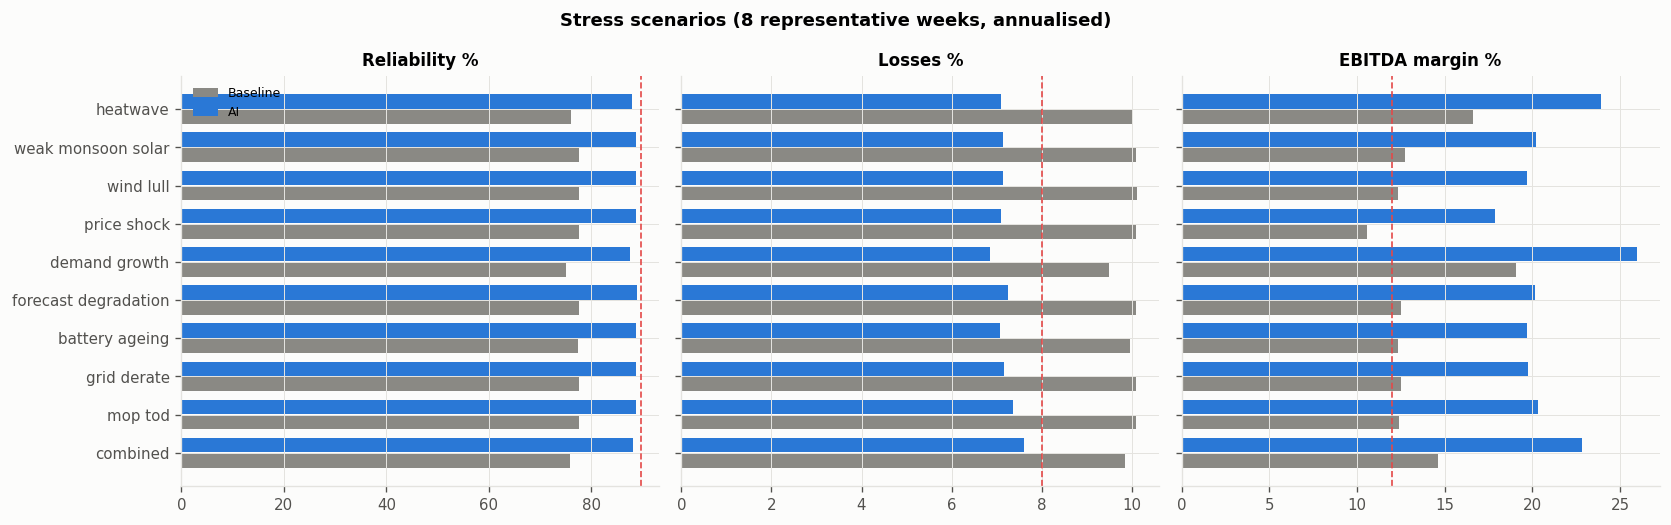 Stress scenarios (8 representative weeks, annualised)
Reliability %
Losses %
EBITDA margin %
Baseline
AI
heatwave
weak monsoon solar
wind lull
price shock
demand growth
forecast degradation
battery ageing
grid derate
mop tod
combined
0 20 40 60 80
0 2 4 6 8 10
0 5 10 15 20 25